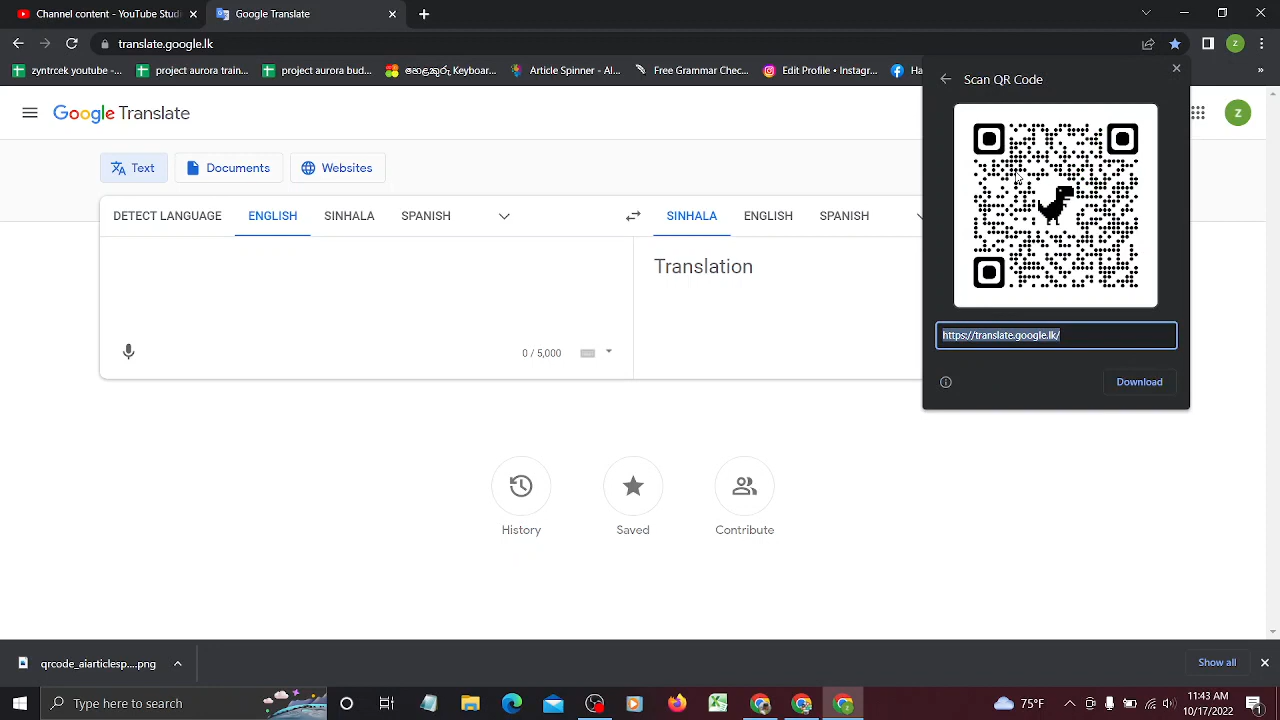 Channel content - YouTube Studi
Google Translate
translate.google.lk
z
zyntrek youtube -...
project aurora train...
project aurora bud...
Article Spinner - Al...
Free Grammar Chec...
Edit Profile • Instagr...
Ha
»
Scan QR Code
Google Translate
z
Text
Documents
Websites
DETECT LANGUAGE
ENGLISH
SINHALA
SPANISH
SINHALA
ENGLISH
SPANISH
Translation
https://translate.google.lk/
0 / 5,000
Download
History
Saved
Contribute
qrcode_aiarticlesp....png
Show all
Type here to search
75°F
11:43 AM
10/17/2022